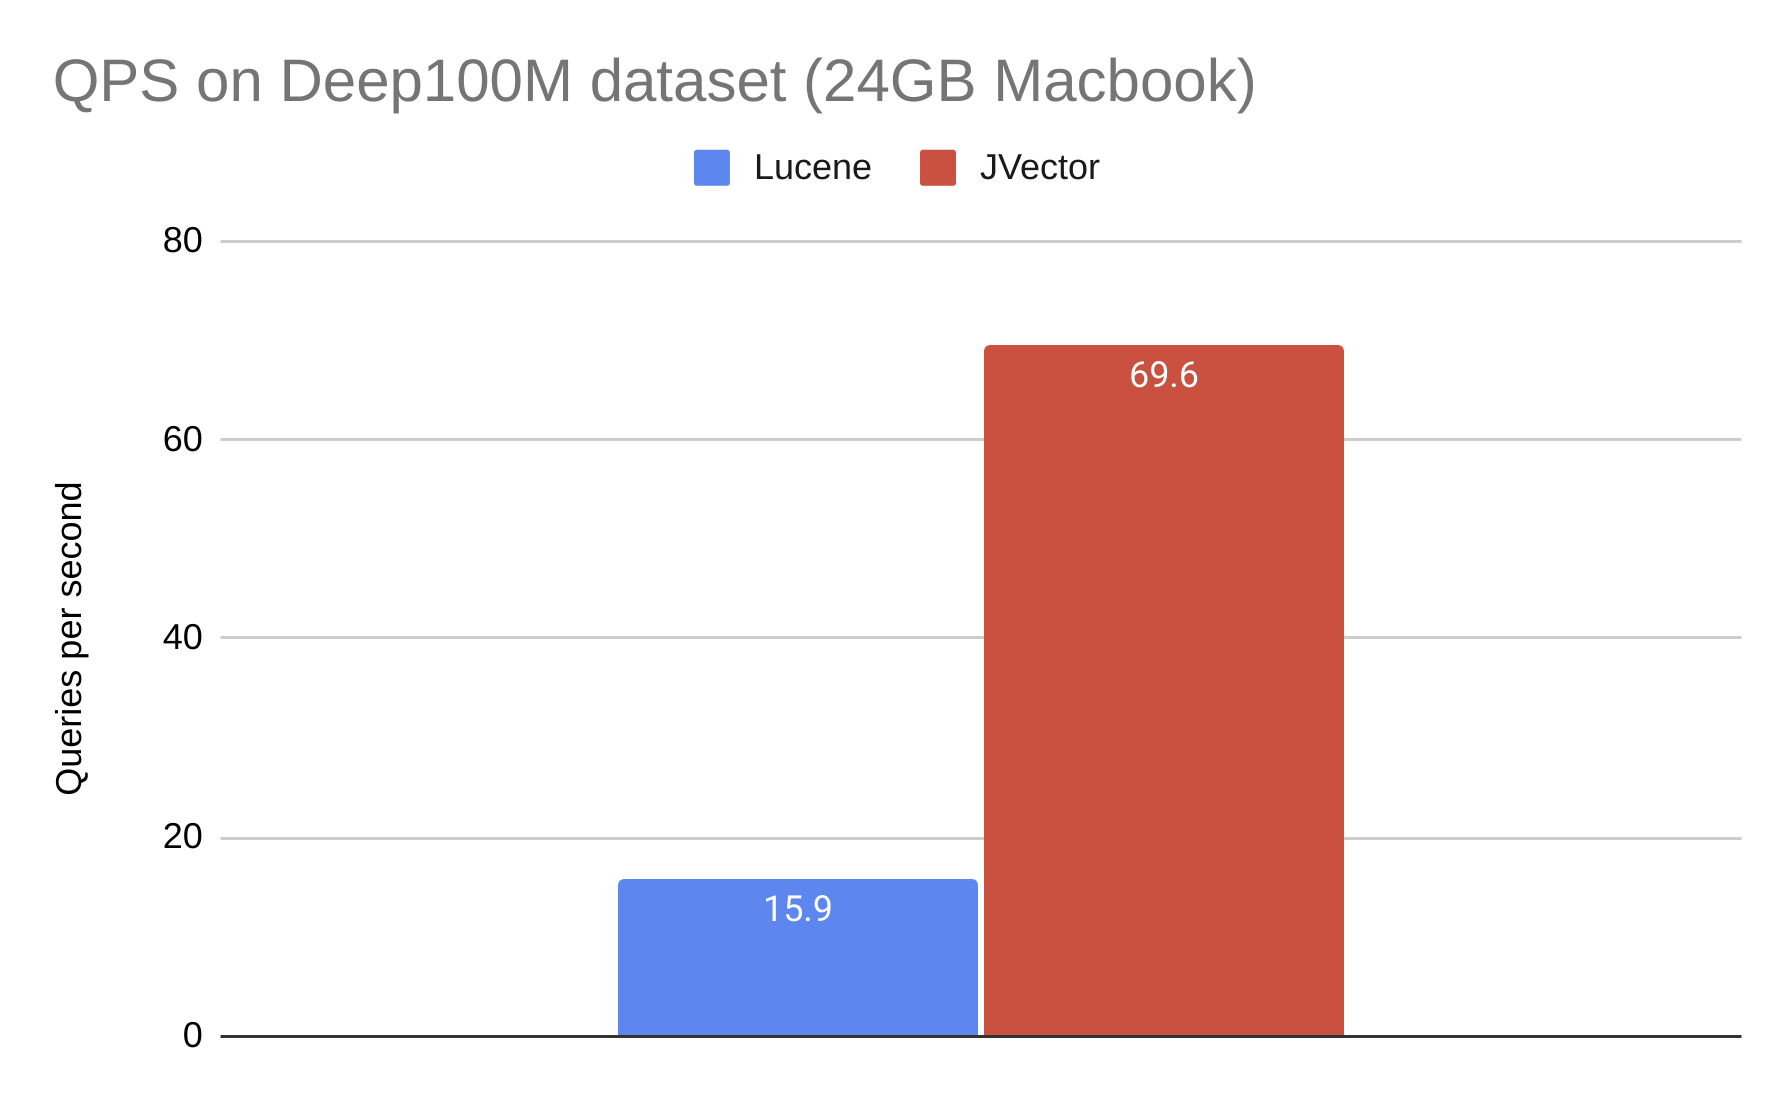 QPS on Deep100M dataset (24GB Macbook)
Lucene JVector
80
69.6
60
Queries per second
40
20
15.9
0